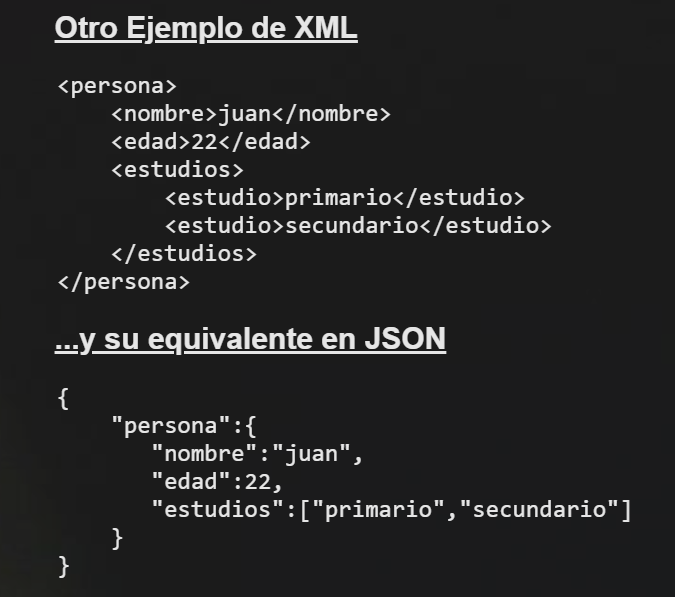 Otro Ejemplo de XML
<persona>
    <nombre>juan</nombre>
    <edad>22</edad>
    <estudios>
        <estudio>primario</estudio>
        <estudio>secundario</estudio>
    </estudios>
</persona>
...y su equivalente en JSON
{
    "persona":{
       "nombre":"juan",
       "edad":22,
       "estudios":["primario","secundario"]
    }
}